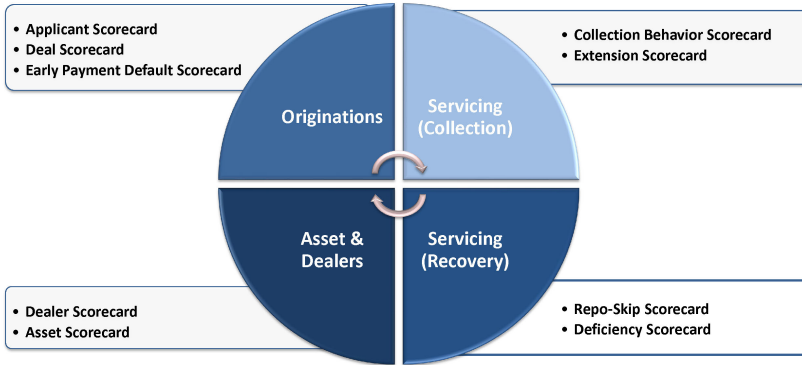 • Applicant Scorecard
• Deal Scorecard
• Early Payment Default Scorecard
• Collection Behavior Scorecard
• Extension Scorecard
Originations
Servicing
(Collection)
Asset &
Dealers
Servicing
(Recovery)
• Dealer Scorecard
• Asset Scorecard
• Repo-Skip Scorecard
• Deficiency Scorecard